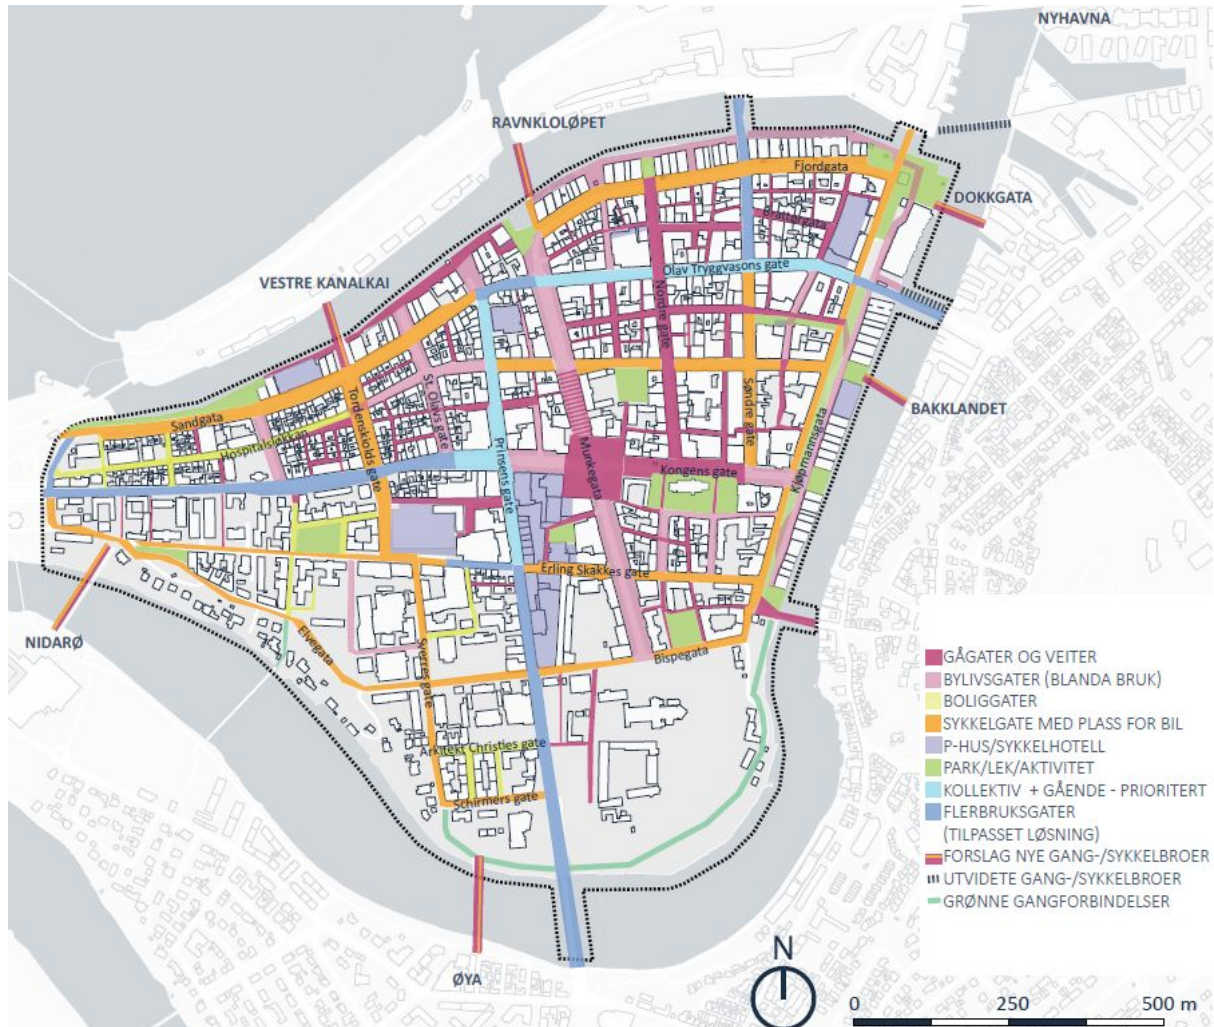 NYHAVNA
RAVNKLOLØPET
Fjordgata
DOKKGATA
Brattørgata
Olav Tryggvasons gate
VESTRE KANALKAI
Nordre gate
BAKKLANDET
Sandgata
St. Olavs gate
Tordenskiolds gate
Søndre gate
Hospitalsløkkan
Prinsens gate
Munkegata
Kongens gate
Kjøpmannsgata
Erling Skakkes gate
NIDARØ
Elvegata
Sverres gate
Bispegata
Arkitekt Christies gate
Schirmers gate
ØYA
GÅGATER OG VEITER
BYLIVSGATER (BLANDA BRUK)
BOLIGGATER
SYKKELGATE MED PLASS FOR BIL
P-HUS/SYKKELHOTELL
PARK/LEK/AKTIVITET
KOLLEKTIV + GÅENDE - PRIORITERT
FLERBRUKSGATER
(TILPASSET LØSNING)
FORSLAG NYE GANG-/SYKKELBROER
UTVIDETE GANG-/SYKKELBROER
GRØNNE GANGFORBINDELSER
N
0 250 500 m